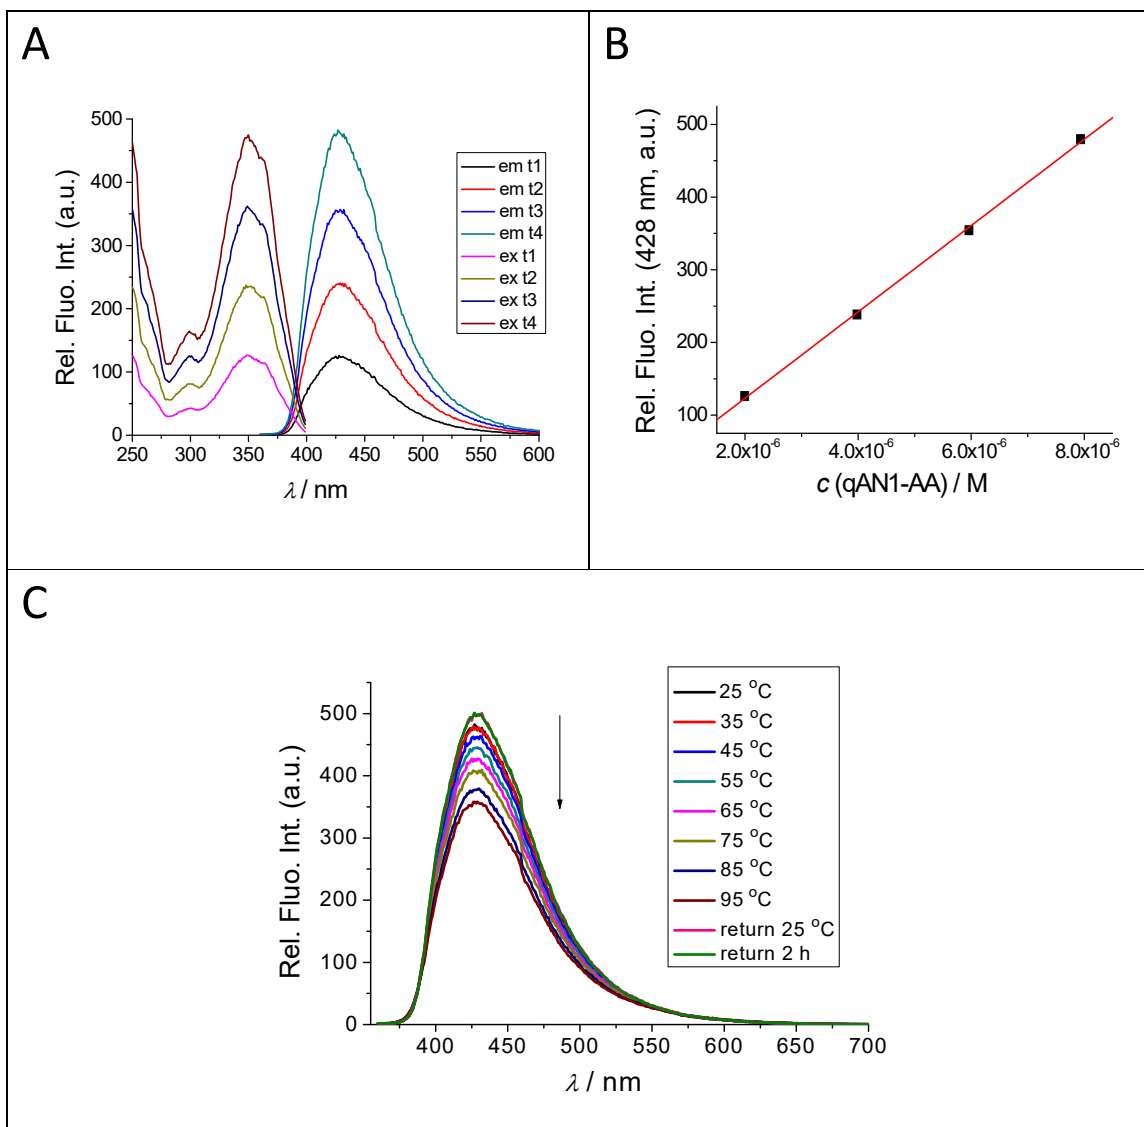 A
Rel. Fluo. Int. (a.u.)
500
400
300
200
100
0
250 300 350 400 450 500 550 600
λ / nm
em t1
em t2
em t3
em t4
ex t1
ex t2
ex t3
ex t4
B
Rel. Fluo. Int. (428 nm, a.u.)
500
400
300
200
100
2.0x10⁻⁶ 4.0x10⁻⁶ 6.0x10⁻⁶ 8.0x10⁻⁶
c (qAN1-AA) / M
C
Rel. Fluo. Int. (a.u.)
500
400
300
200
100
0
400 450 500 550 600 650 700
λ / nm
25 °C
35 °C
45 °C
55 °C
65 °C
75 °C
85 °C
95 °C
return 25 °C
return 2 h